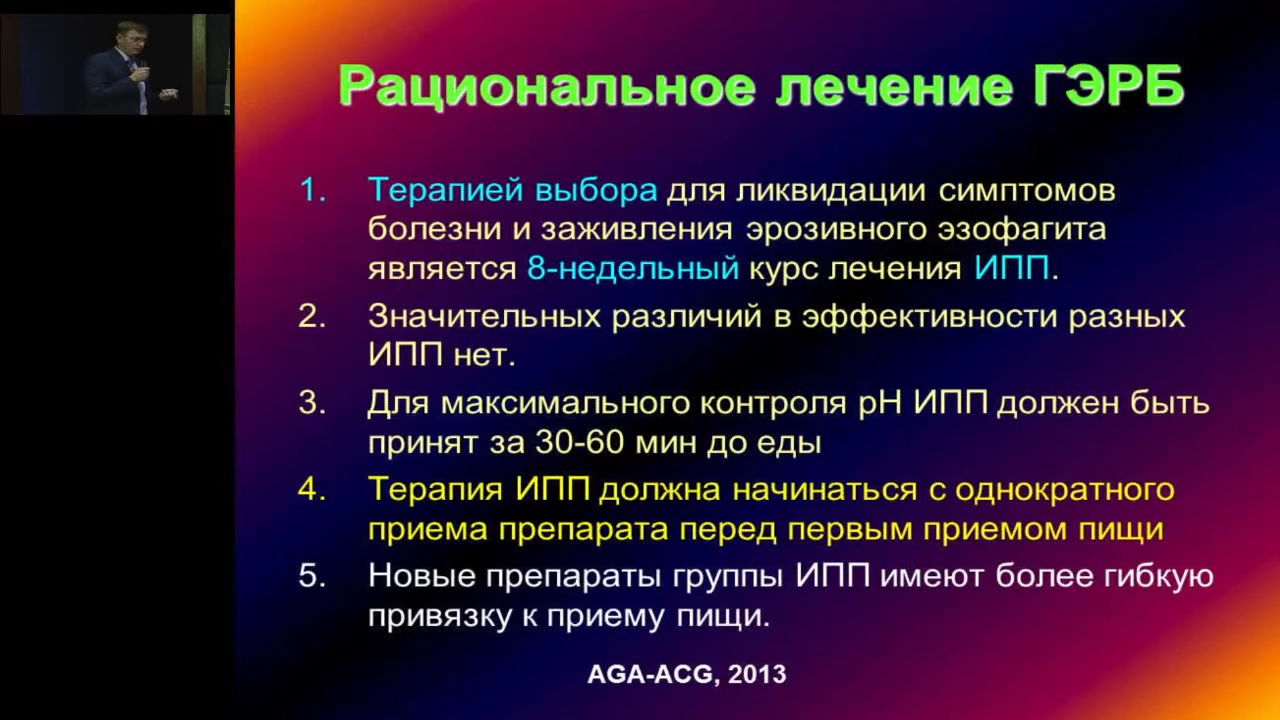 Рациональное лечение ГЭРБ
1. Терапией выбора для ликвидации симптомов
болезни и заживления эрозивного эзофагита
является 8-недельный курс лечения ИПП.
2. Значительных различий в эффективности разных
ИПП нет.
3. Для максимального контроля рН ИПП должен быть
принят за 30-60 мин до еды
4. Терапия ИПП должна начинаться с однократного
приема препарата перед первым приемом пищи
5. Новые препараты группы ИПП имеют более гибкую
привязку к приему пищи.
AGA-ACG, 2013